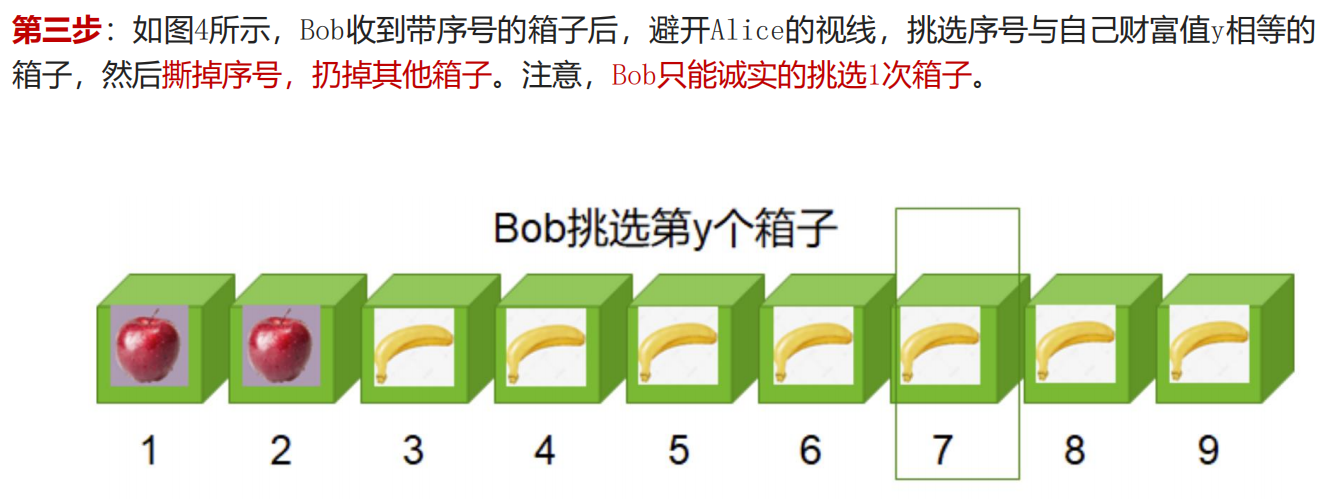 第三步：如图4所示，Bob收到带序号的箱子后，避开Alice的视线，挑选序号与自己财富值y相等的
箱子，然后撕掉序号，扔掉其他箱子。注意，Bob只能诚实的挑选1次箱子。
Bob挑选第y个箱子
1 2 3 4 5 6 7 8 9